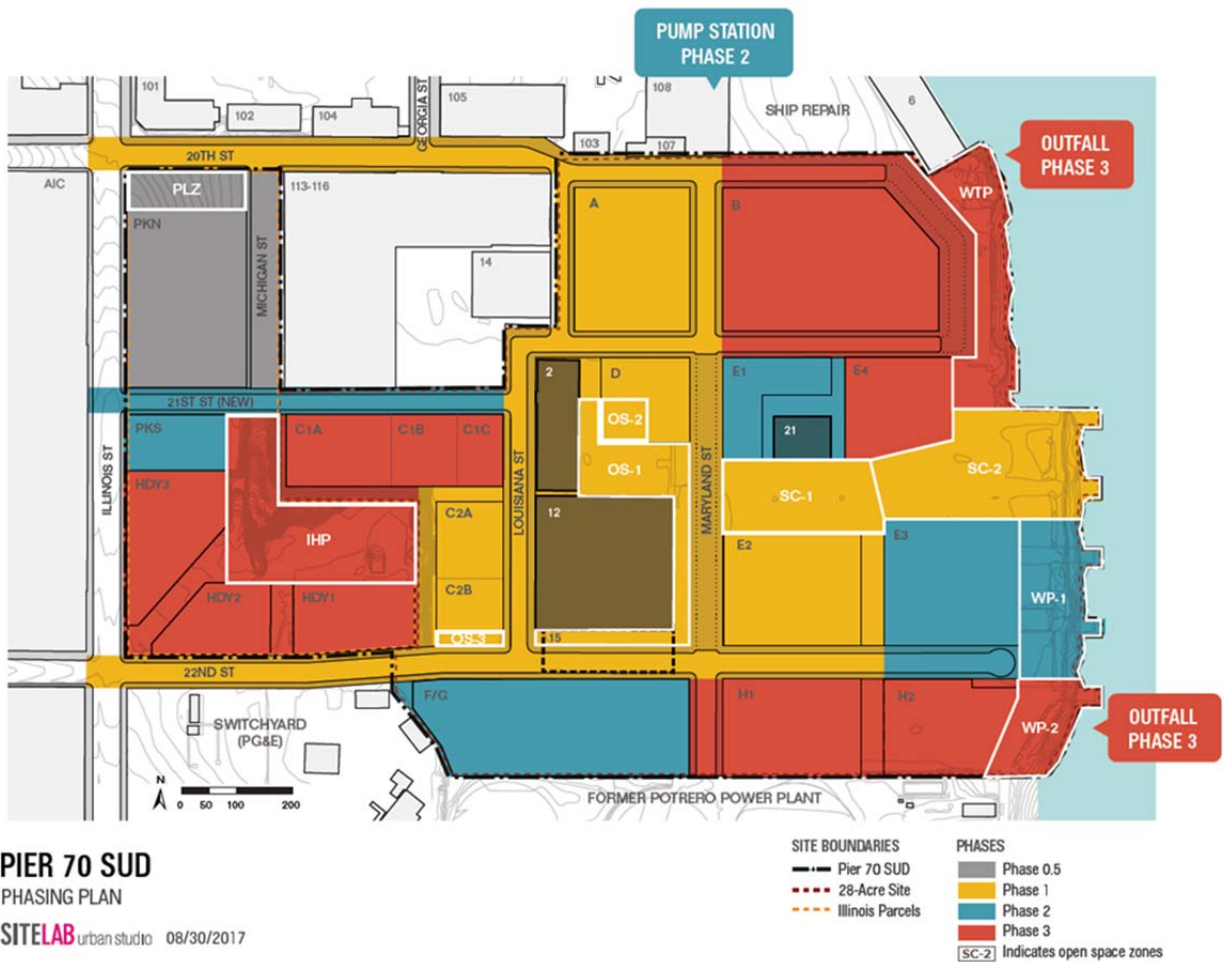 PUMP STATION
PHASE 2
101
102
104
GEORGIA ST
105
108
103
107
SHIP REPAIR
6
OUTFALL
PHASE 3
20TH ST
AIC
PLZ
PKN
MICHIGAN ST
113-116
14
A
B
WTP
21ST ST (NEW)
2
D
OS-2
OS-1
E1
21
E4
PKS
C1A
C1B
C1C
ILLINOIS ST
LOUISIANA ST
MARYLAND ST
SC-1
SC-2
HDY3
IHP
C2A
12
C2B
E2
E3
WP-1
HDY2
HDY1
OS-3
15
22ND ST
F/G
H1
H2
WP-2
OUTFALL
PHASE 3
SWITCHYARD
(PG&E)
N
0 50 100 200
FORMER POTRERO POWER PLANT
PIER 70 SUD
PHASING PLAN
SITELAB urban studio 08/30/2017
SITE BOUNDARIES
Pier 70 SUD
28-Acre Site
Illinois Parcels
PHASES
Phase 0.5
Phase 1
Phase 2
Phase 3
SC-2 Indicates open space zones